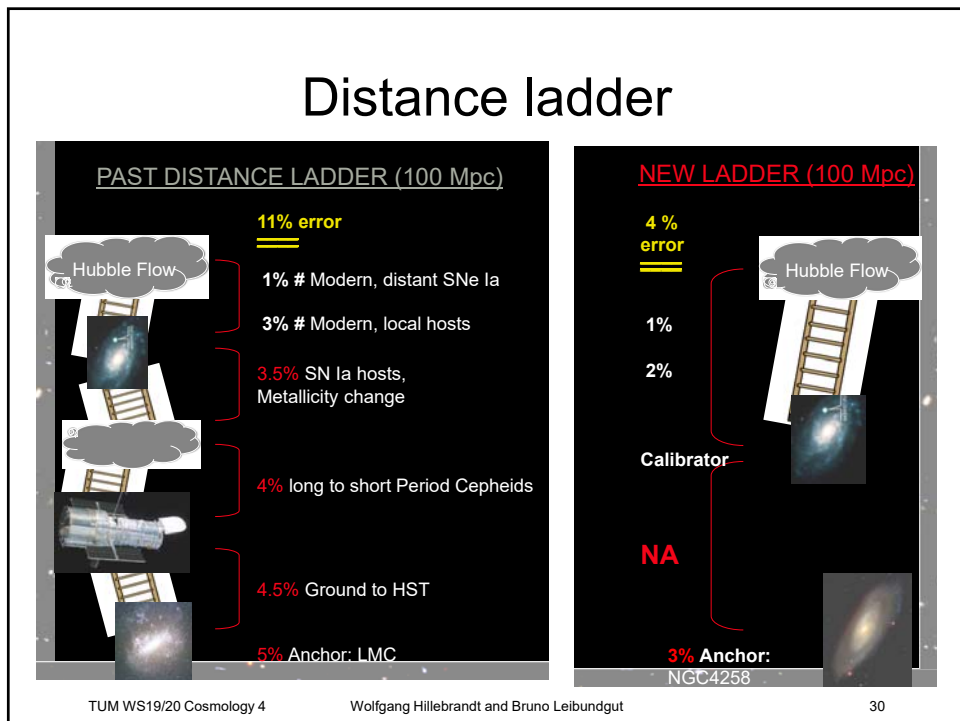 Distance ladder
PAST DISTANCE LADDER (100 Mpc)
11% error
Hubble Flow
1% # Modern, distant SNe Ia
3% # Modern, local hosts
3.5% SN Ia hosts,
Metallicity change
4% long to short Period Cepheids
4.5% Ground to HST
5% Anchor: LMC
NEW LADDER (100 Mpc)
4 %
error
Hubble Flow
1%
2%
Calibrator
NA
3% Anchor:
NGC4258
TUM WS19/20 Cosmology 4
Wolfgang Hillebrandt and Bruno Leibundgut
30